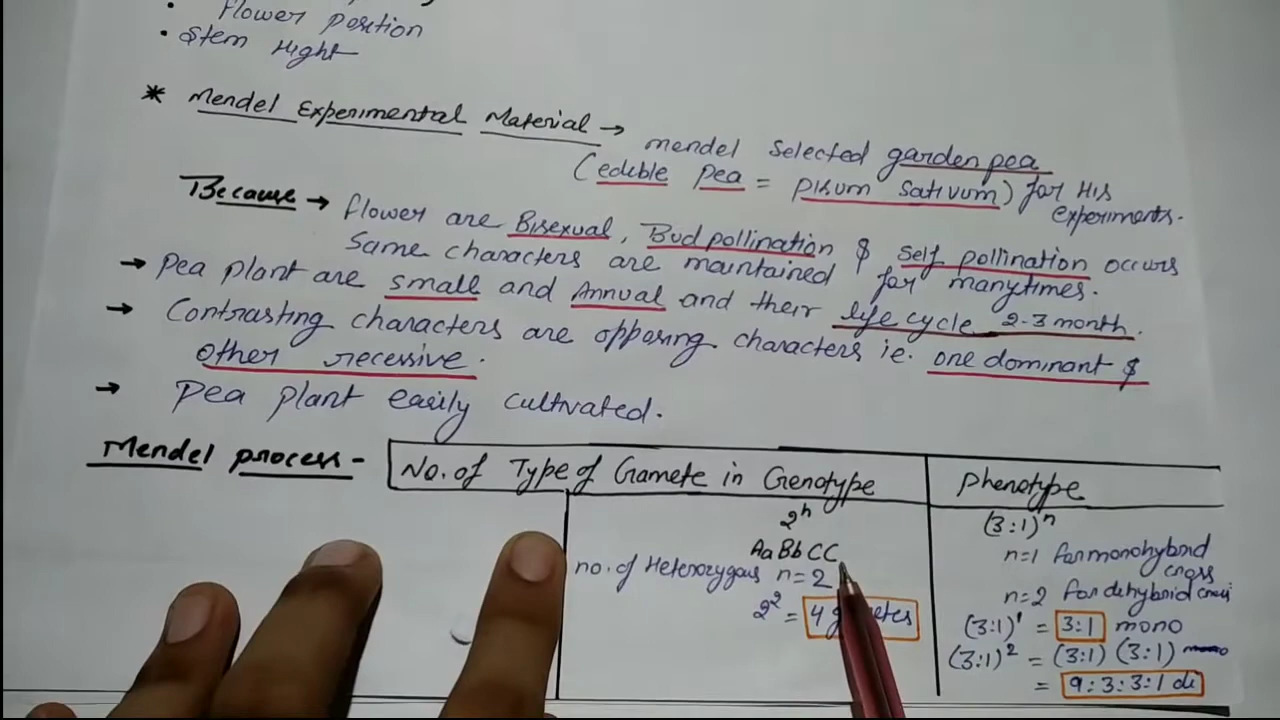 • Flower position
• Stem Hight
* Mendel Experimental Material → mendel selected garden pea
(edible pea = pisum sativum) for His experiments.
Because → flower are Bisexual, Bud pollination & self pollination occurs
Same characters are maintained for manytimes.
→ Pea plant are small and Annual and their life cycle 2-3 month.
→ Contrasting characters are opposing characters ie. one dominant &
other recessive.
→ Pea plant easily cultivated.
Mendel process-
No. of Type of Gamete in Genotype
2ⁿ
AaBbCC
no. of Heterozygous n=2
2² = 4
Phenotype
(3:1)ⁿ
n=1 for monohybrid
cross
n=2 for dehybrid cross
(3:1)¹ = 3:1 mono
(3:1)² = (3:1) (3:1)
= 9:3:3:1 di